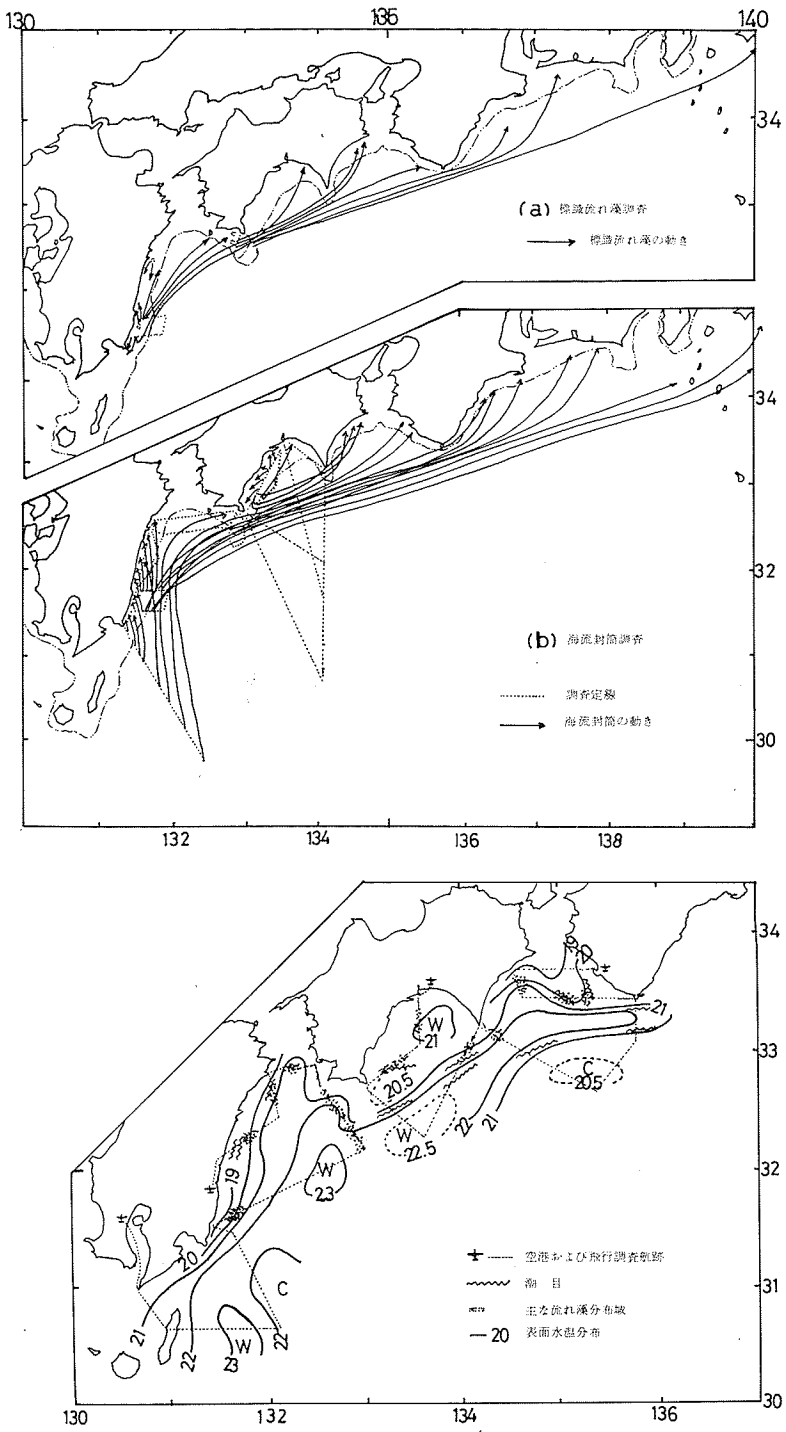 130 135 140
34
(a) 標識流れ藻調査
標識流れ藻の動き
34
32
(b) 海流封筒調査
調査定線
海流封筒の動き
30
132 134 136 138
34
19 20
21
W
21
33
20.5
C
20.5
W
22.5
22 21
32
19
W
23
20
空港および飛行調査航跡
31
C
潮 目
主な流れ藻分布域
21 22
W
23
22
20 表面水温分布
30
130 132 134 136